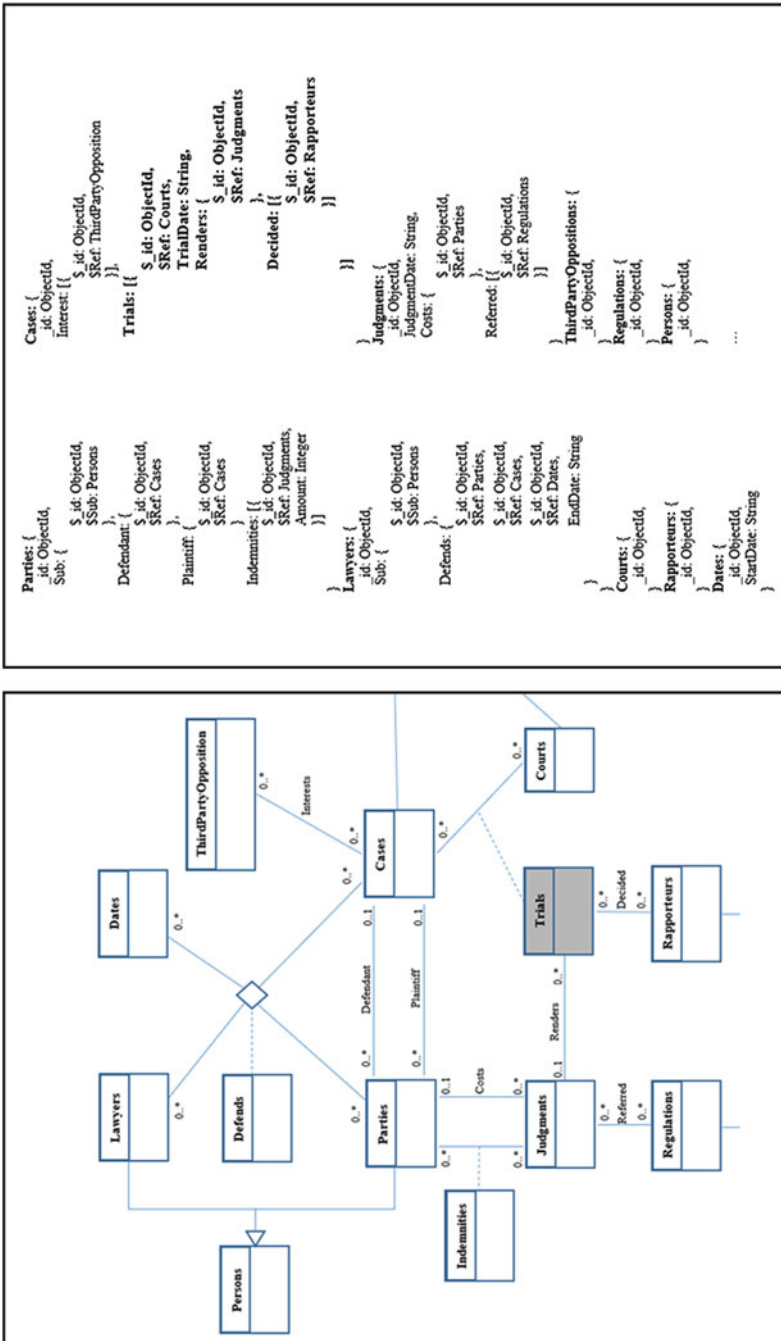 Lawyers
Dates
0..*
0..*
ThirdPartyOpposition
Persons
Defends
0..*
Interests
0..*
0..*
0..*
Parties
0..*
Defendant
0..1
Cases
0..*
Plaintiff
0..1
0..*
0..1
0..*
Costs
Indemnities
0..*
0..*
0..*
Judgments
0..1
Renders
0..*
Trials
Courts
0..*
Referred
0..*
0..*
Decided
0..*
Regulations
Rapporteurs
Parties: {
_id: ObjectId,
Sub: {
$_id: ObjectId,
$Sub: Persons
},
Defendant: {
$_id: ObjectId,
$Ref: Cases
},
Plaintiff: {
$_id: ObjectId,
$Ref: Cases
}
Indemnities: [{
$_id: ObjectId,
$Ref: Judgments,
Amount: Integer
}]
}
Lawyers: {
_id: ObjectId,
Sub: {
$_id: ObjectId,
$Sub: Persons
},
Defends: {
$_id: ObjectId,
$Ref: Parties,
$_id: ObjectId,
$Ref: Cases,
$_id: ObjectId,
$Ref: Dates,
EndDate: String
}
}
Courts: {
_id: ObjectId,
}
Rapporteurs: {
_id: ObjectId,
}
Dates: {
_id: ObjectId,
StartDate: String
}
Cases: {
_id: ObjectId,
Interest: [{
$_id: ObjectId,
$Ref: ThirdPartyOpposition
}],
Trials: [{
$_id: ObjectId,
$Ref: Courts,
TrialDate: String,
Renders: {
$_id: ObjectId,
$Ref: Judgments
},
Decided: [{
$_id: ObjectId,
$Ref: Rapporteurs
}]
}]
}
Judgments: {
_id: ObjectId,
JudgmentDate: String,
Costs: {
$_id: ObjectId,
$Ref: Parties
},
Referred: [{
$_id: ObjectId,
$Ref: Regulations
}]
}
ThirdPartyOppositions: {
_id: ObjectId,
}
Regulations: {
_id: ObjectId,
}
Persons: {
_id: ObjectId,
}
…